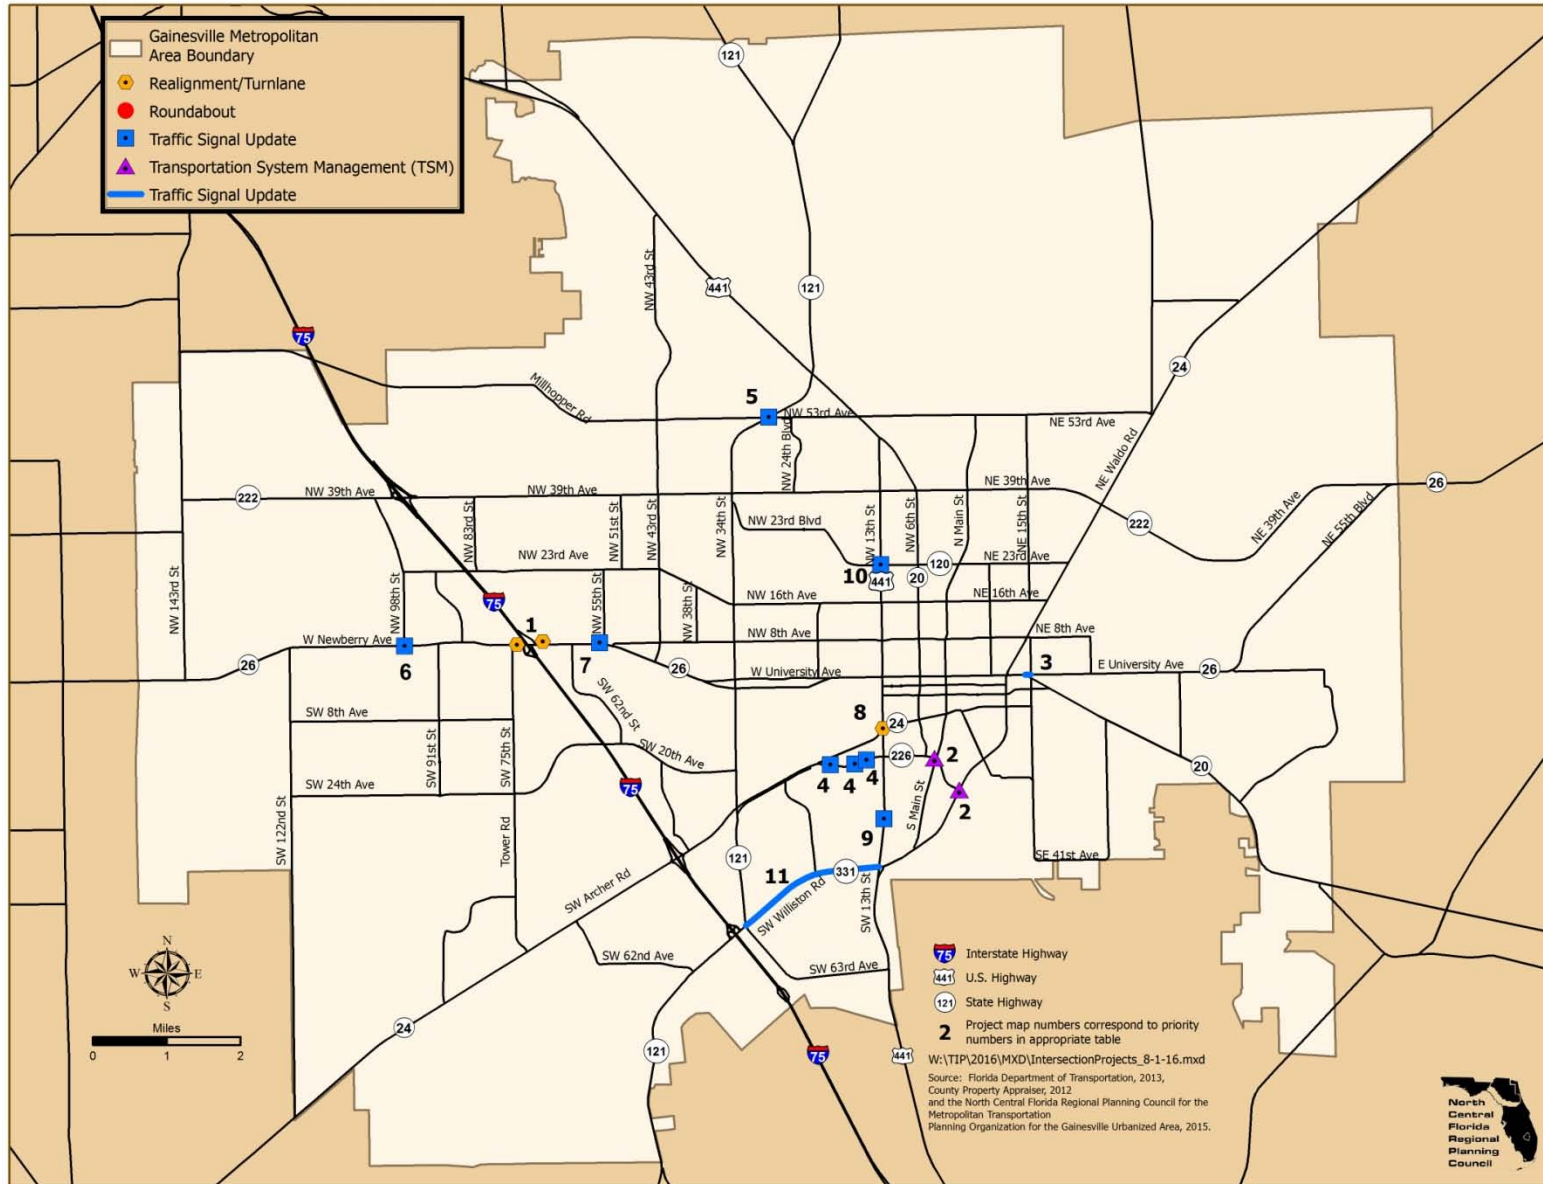 Gainesville Metropolitan
Area Boundary
Realignment/Turnlane
Roundabout
Traffic Signal Update
Transportation System Management (TSM)
Traffic Signal Update
121
NW 43rd St
441
121
75
24
Millhopper Rd
5
NW 53rd Ave
NE 53rd Ave
NW 24th Blvd
NE Waldo Rd
222
NW 39th Ave
NW 39th Ave
NE 39th Ave
26
NW 83rd St
NW 51st St
NW 43rd St
NW 34th St
NW 23rd Blvd
NW 13th St
NW 6th St
N Main St
NE 15th St
222
NE 39th Ave
NE 55th Blvd
NW 143rd St
NW 98th St
NW 23rd Ave
10
441
20
120
NE 23rd Ave
75
NW 55th St
NW 38th St
NW 16th Ave
NE 16th Ave
W Newberry Ave
1
NW 8th Ave
NE 8th Ave
26
6
7
26
W University Ave
3
E University Ave
26
SW 62nd St
SW 8th Ave
8
24
SW 91st St
SW 75th St
SW 20th Ave
226
2
20
SW 24th Ave
75
4
4
4
2
SW 122nd St
S Main St
9
Tower Rd
121
SE 41st Ave
11
331
SW Archer Rd
SW Williston Rd
SW 13th St
SW 62nd Ave
SW 63rd Ave
24
121
75
441
N
W
E
S
Miles
0
1
2
75 Interstate Highway
441 U.S. Highway
121 State Highway
2 Project map numbers correspond to priority
numbers in appropriate table
W:\TIP\2016\MXD\IntersectionProjects_8-1-16.mxd
Source: Florida Department of Transportation, 2013,
County Property Appraiser, 2012
and the North Central Florida Regional Planning Council for the
Metropolitan Transportation
Planning Organization for the Gainesville Urbanized Area, 2015.
North
Central
Florida
Regional
Planning
Council